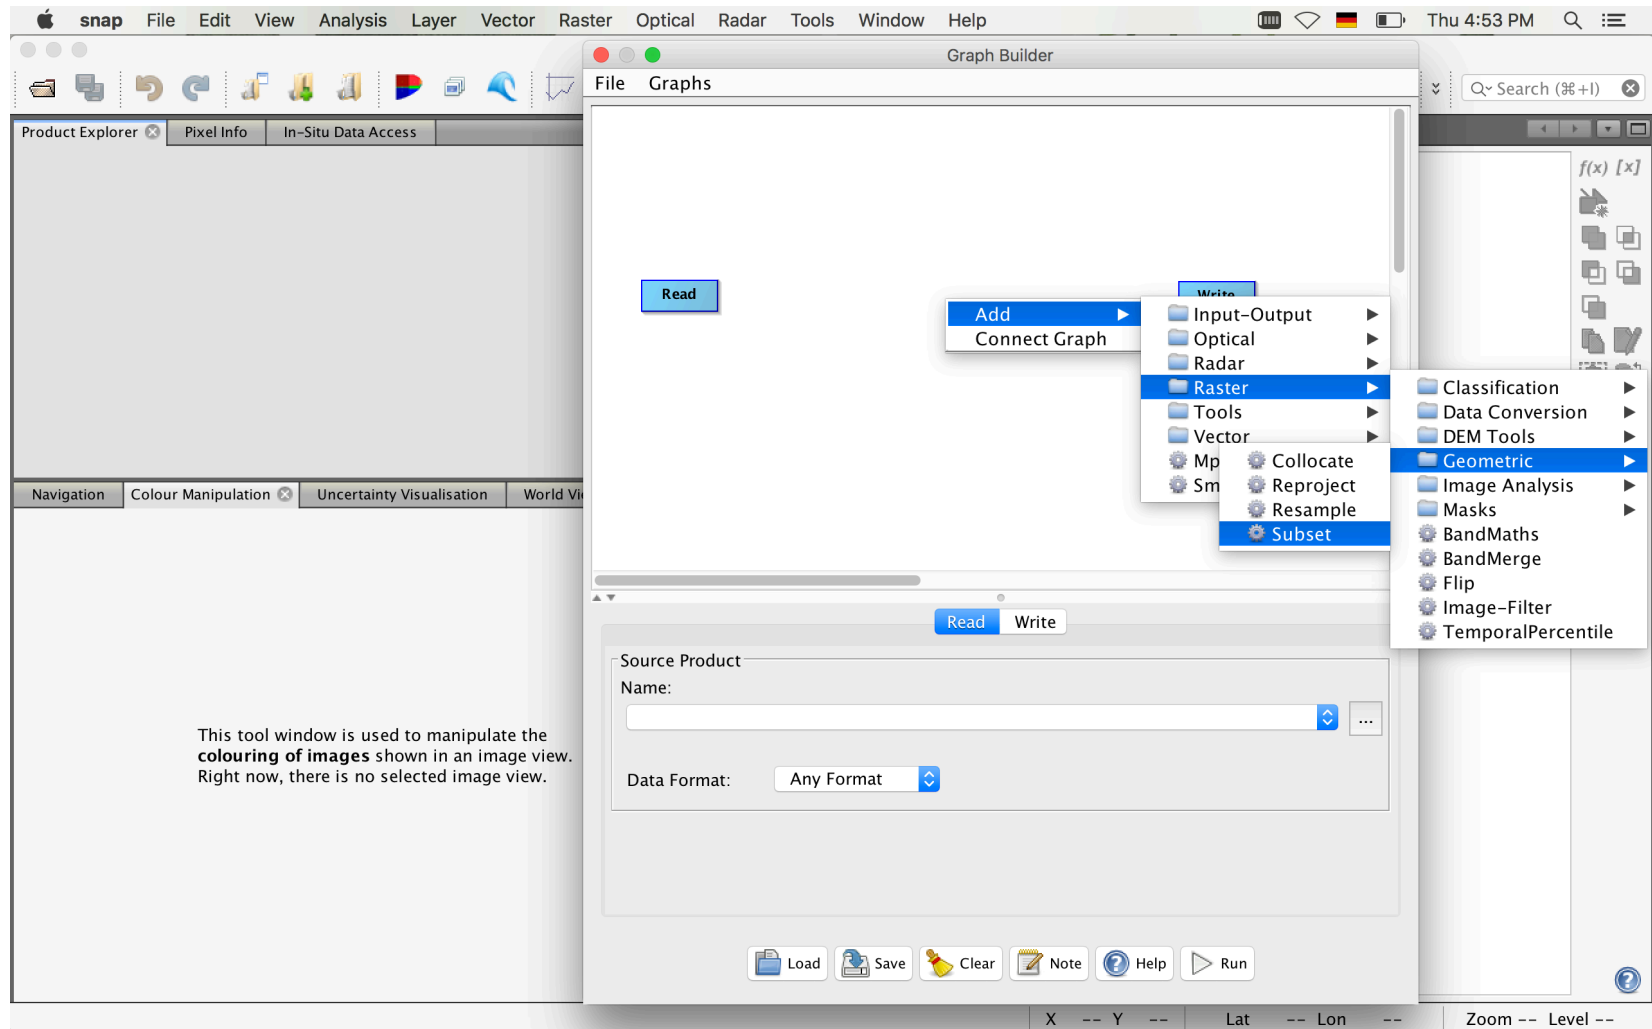 snap File Edit View Analysis Layer Vector Raster Optical Radar Tools Window Help Thu 4:53 PM
Graph Builder
File Graphs
Search (⌘+I)
Product Explorer Pixel Info In-Situ Data Access
f(x) [x]
Read
Write
Add
Connect Graph
Input-Output
Optical
Radar
Raster
Tools
Vector
Mp
Sm
Collocate
Reproject
Resample
Subset
Classification
Data Conversion
DEM Tools
Geometric
Image Analysis
Masks
BandMaths
BandMerge
Flip
Image-Filter
TemporalPercentile
Navigation Colour Manipulation Uncertainty Visualisation World Vi
This tool window is used to manipulate the
colouring of images shown in an image view.
Right now, there is no selected image view.
Read Write
Source Product
Name:
...
Data Format: Any Format
Load Save Clear Note Help Run
X -- Y -- Lat -- Lon -- Zoom -- Level --